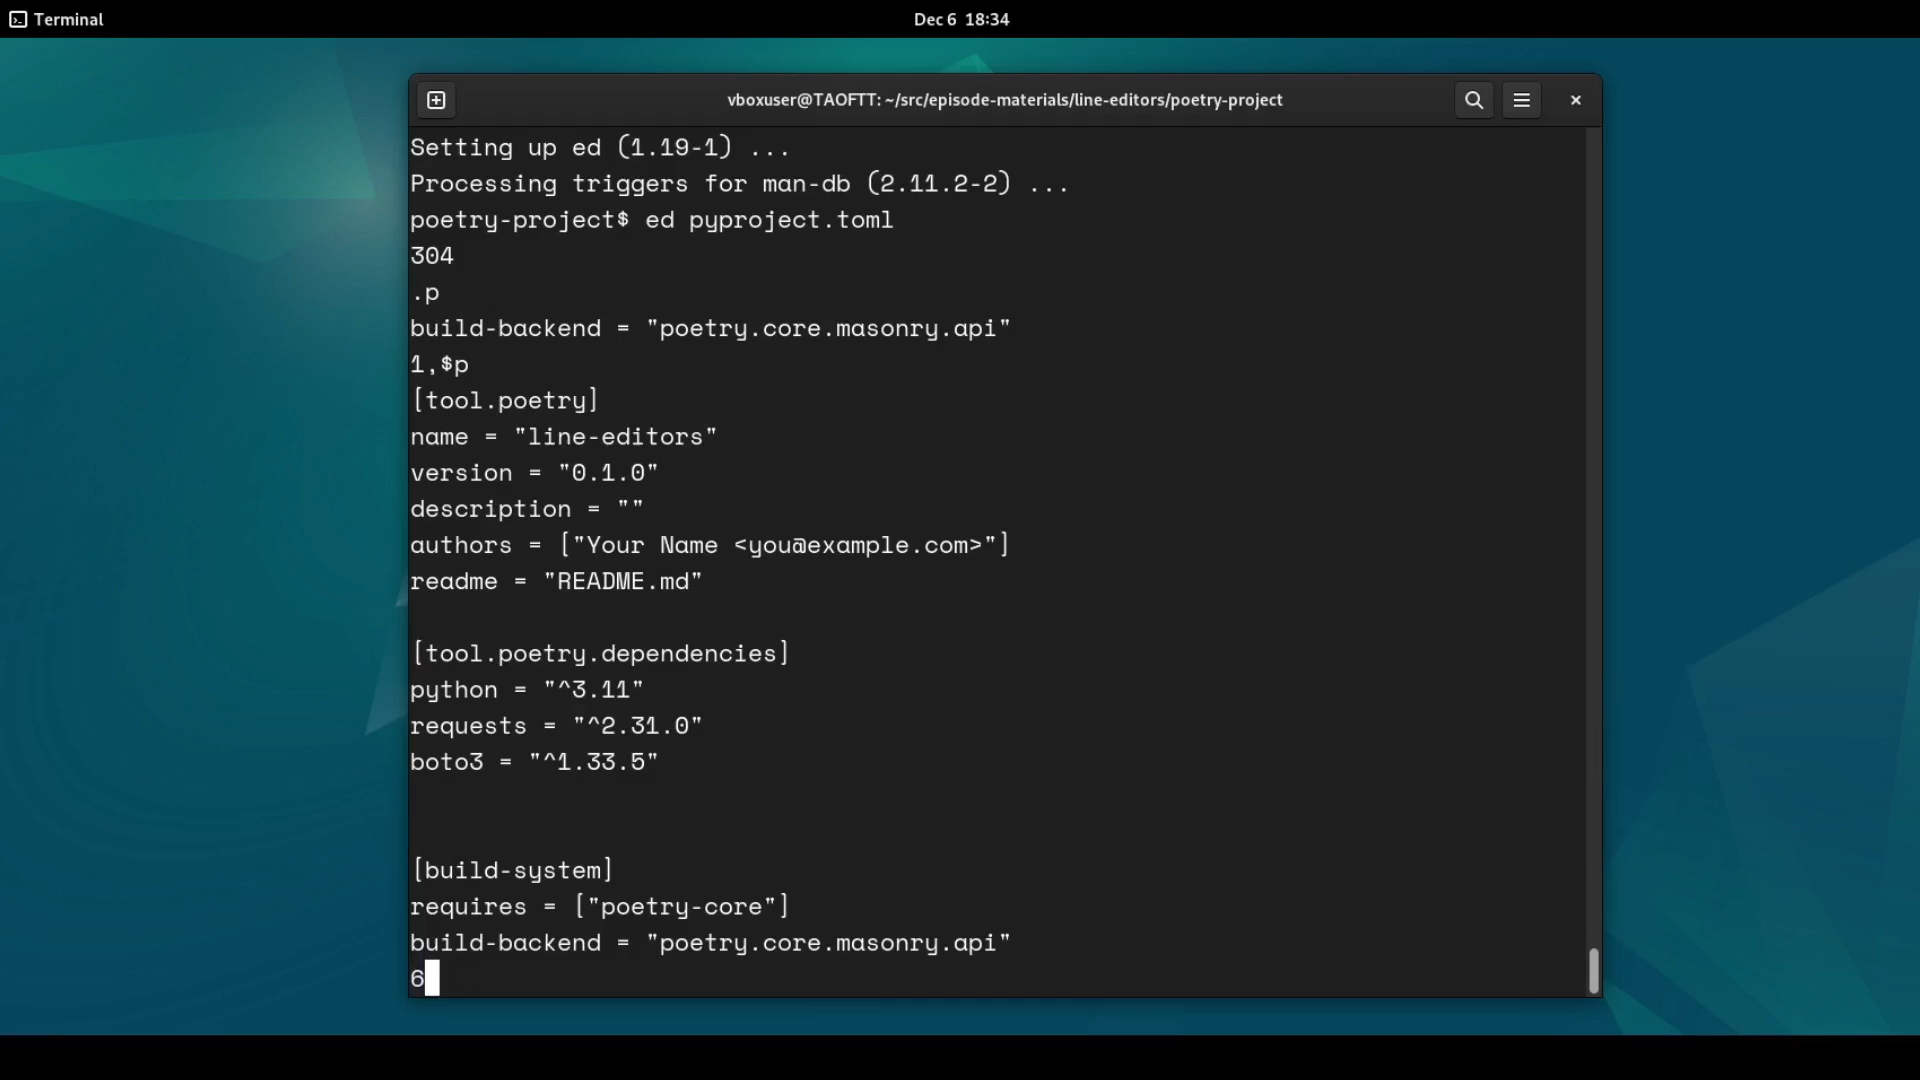 Terminal
Dec 6 18:34
vboxuser@TAOFTT: ~/src/episode-materials/line-editors/poetry-project
Setting up ed (1.19-1) ...
Processing triggers for man-db (2.11.2-2) ...
poetry-project$ ed pyproject.toml
304
.p
build-backend = "poetry.core.masonry.api"
1,$p
[tool.poetry]
name = "line-editors"
version = "0.1.0"
description = ""
authors = ["Your Name <you@example.com>"]
readme = "README.md"

[tool.poetry.dependencies]
python = "^3.11"
requests = "^2.31.0"
boto3 = "^1.33.5"


[build-system]
requires = ["poetry-core"]
build-backend = "poetry.core.masonry.api"
6